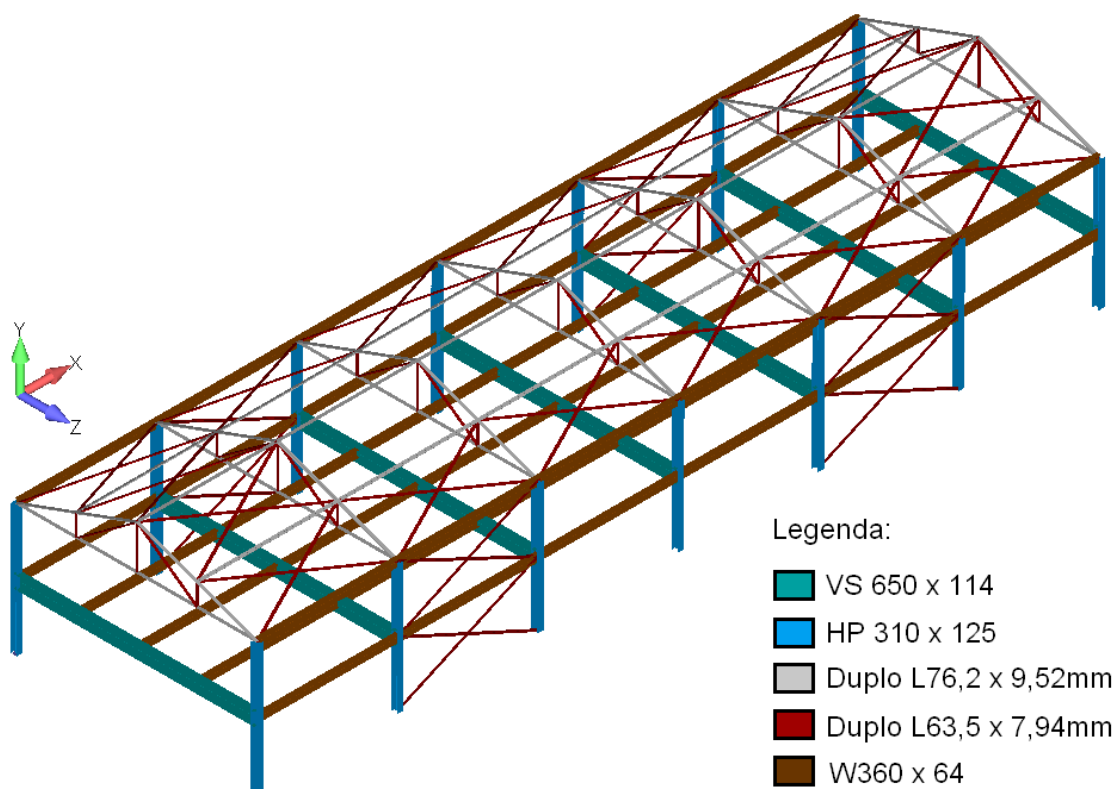 Y
X
Z
Legenda:
VS 650 x 114
HP 310 x 125
Duplo L76,2 x 9,52mm
Duplo L63,5 x 7,94mm
W360 x 64